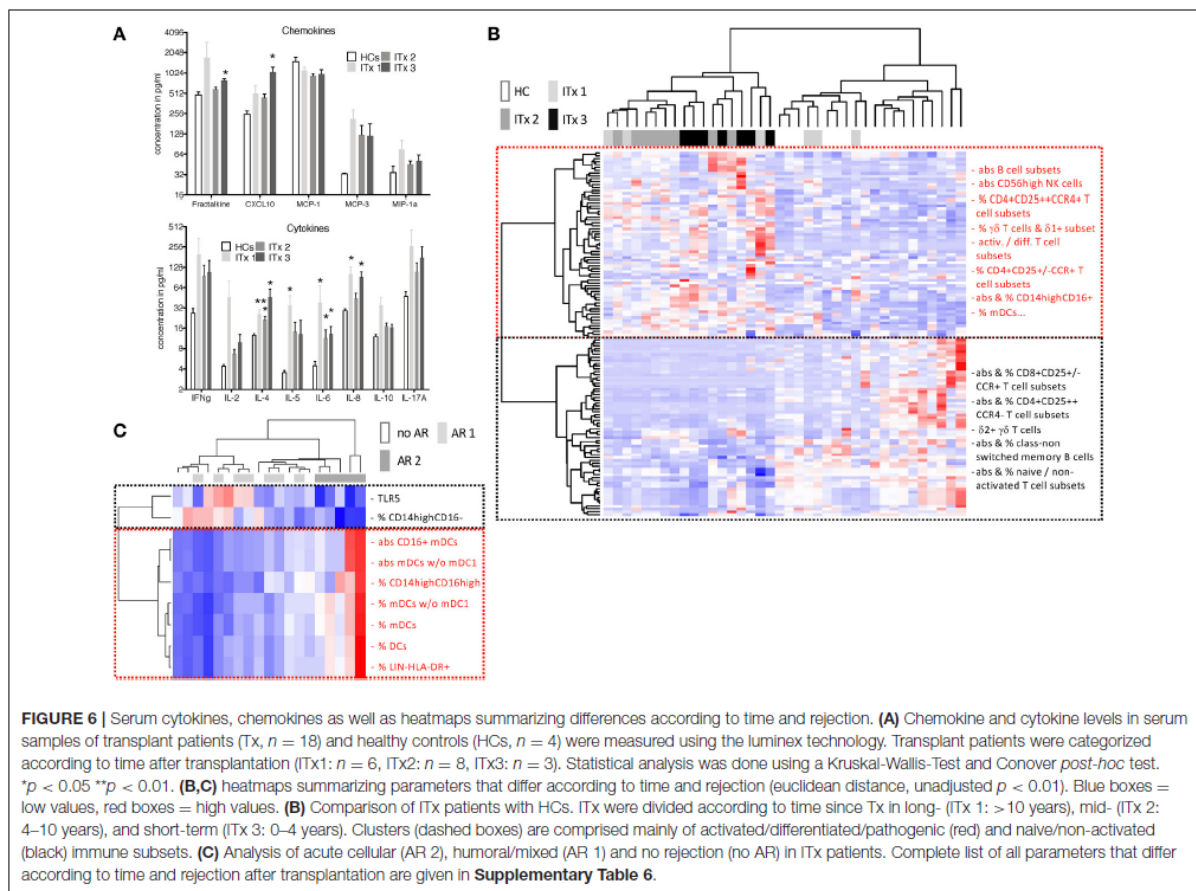 A
Chemokines
4096
2048
1024
512
256
128
64
32
16
concentration in pg/ml
HCs ITx 2
ITx 1 ITx 3
*
*
Fractalkine CXCL10 MCP-1 MCP-3 MIP-1a
Cytokines
512
256
128
64
32
16
8
4
2
concentration in pg/ml
HCs ITx 2
ITx 1 ITx 3
** * * * * * * * * *
IFNg IL-2 IL-4 IL-5 IL-6 IL-8 IL-10 IL-17A
B
HC ITx 1
ITx 2 ITx 3
- abs B cell subsets
- abs CD56high NK cells
- % CD4+CD25++CCR4+ T
cell subsets
- % γδ T cells & δ1+ subset
- activ. / diff. T cell
subsets
- % CD4+CD25+/-CCR+ T
cell subsets
- abs & % CD14highCD16+
- % mDCs...
- abs & % CD8+CD25+/-
CCR+ T cell subsets
- abs & % CD4+CD25++
CCR4- T cell subsets
- δ2+ γδ T cells
- abs & % class-non
switched memory B cells
- abs & % naive / non-
activated T cell subsets
C
no AR AR 1
AR 2
- TLR5
- % CD14highCD16-
- abs CD16+ mDCs
- abs mDCs w/o mDC1
- % CD14highCD16high
- % mDCs w/o mDC1
- % mDCs
- % DCs
- % LIN-HLA-DR+
FIGURE 6 | Serum cytokines, chemokines as well as heatmaps summarizing differences according to time and rejection. (A) Chemokine and cytokine levels in serum
samples of transplant patients (Tx, n = 18) and healthy controls (HCs, n = 4) were measured using the luminex technology. Transplant patients were categorized
according to time after transplantation (ITx1: n = 6, ITx2: n = 8, ITx3: n = 3). Statistical analysis was done using a Kruskal-Wallis-Test and Conover post-hoc test.
*p < 0.05 **p < 0.01. (B,C) heatmaps summarizing parameters that differ according to time and rejection (euclidean distance, unadjusted p < 0.01). Blue boxes =
low values, red boxes = high values. (B) Comparison of ITx patients with HCs. ITx were divided according to time since Tx in long- (ITx 1: >10 years), mid- (ITx 2:
4–10 years), and short-term (ITx 3: 0–4 years). Clusters (dashed boxes) are comprised mainly of activated/differentiated/pathogenic (red) and naive/non-activated
(black) immune subsets. (C) Analysis of acute cellular (AR 2), humoral/mixed (AR 1) and no rejection (no AR) in ITx patients. Complete list of all parameters that differ
according to time and rejection after transplantation are given in Supplementary Table 6.